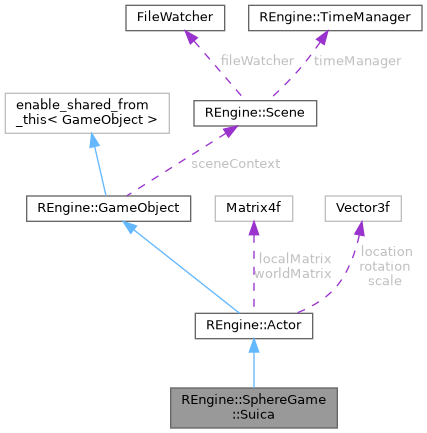 FileWatcher
REngine::TimeManager
fileWatcher
timeManager
enable_shared_from
_this< GameObject >
REngine::Scene
sceneContext
REngine::GameObject
Matrix4f
Vector3f
localMatrix
worldMatrix
location
rotation
scale
REngine::Actor
REngine::SphereGame
::Suica